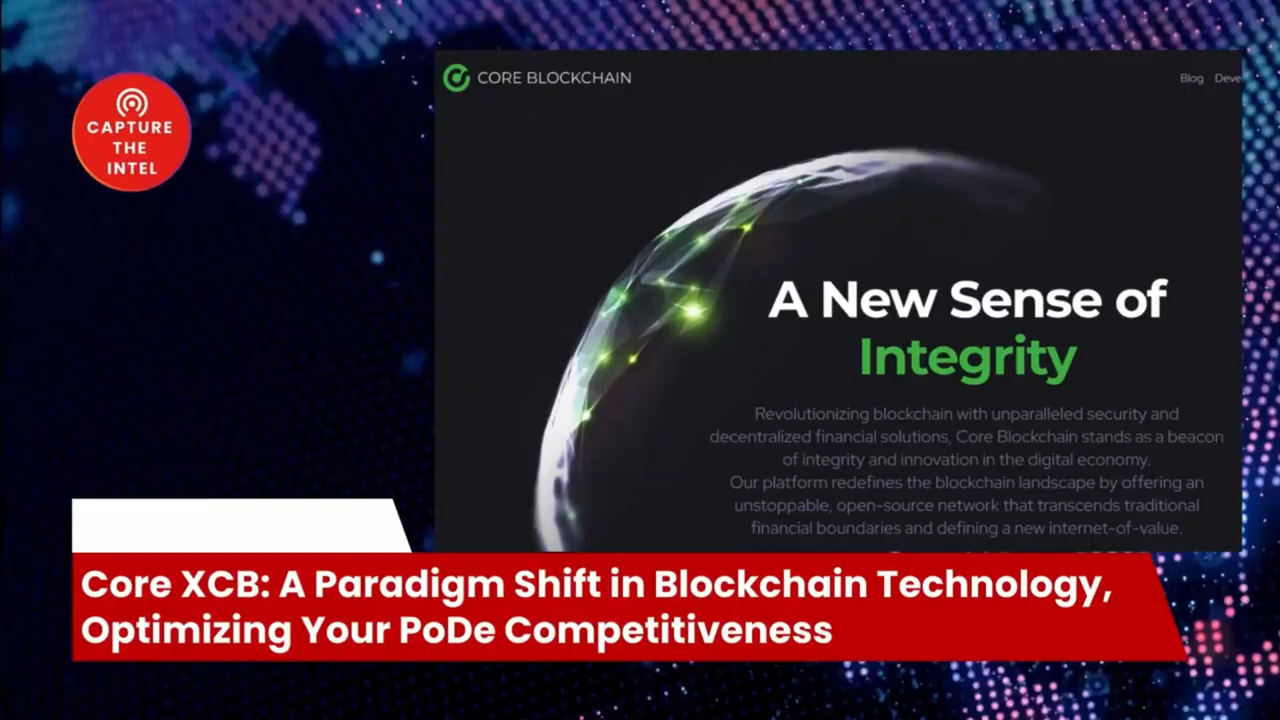 CAPTURE
THE
INTEL
CORE BLOCKCHAIN
Blog Deve
A New Sense of
Integrity
Revolutionizing blockchain with unparalleled security and
decentralized financial solutions, Core Blockchain stands as a beacon
of integrity and innovation in the digital economy.
Our platform redefines the blockchain landscape by offering an
unstoppable, open-source network that transcends traditional
financial boundaries and defining a new internet-of-value.
Core XCB: A Paradigm Shift in Blockchain Technology,
Optimizing Your PoDe Competitiveness